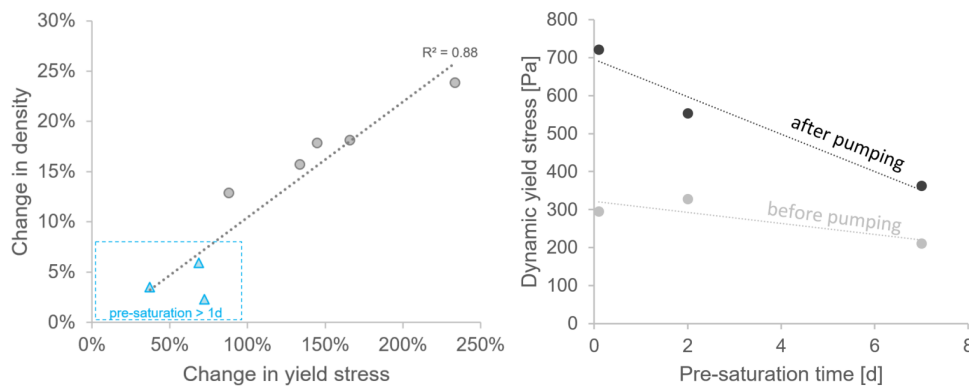 30%
25%
20%
15%
10%
5%
0%
Change in density
R² = 0.88
pre-saturation > 1d
0% 50% 100% 150% 200% 250%
Change in yield stress
800
700
600
500
400
300
200
100
0
Dynamic yield stress [Pa]
after pumping
before pumping
0 2 4 6 8
Pre-saturation time [d]